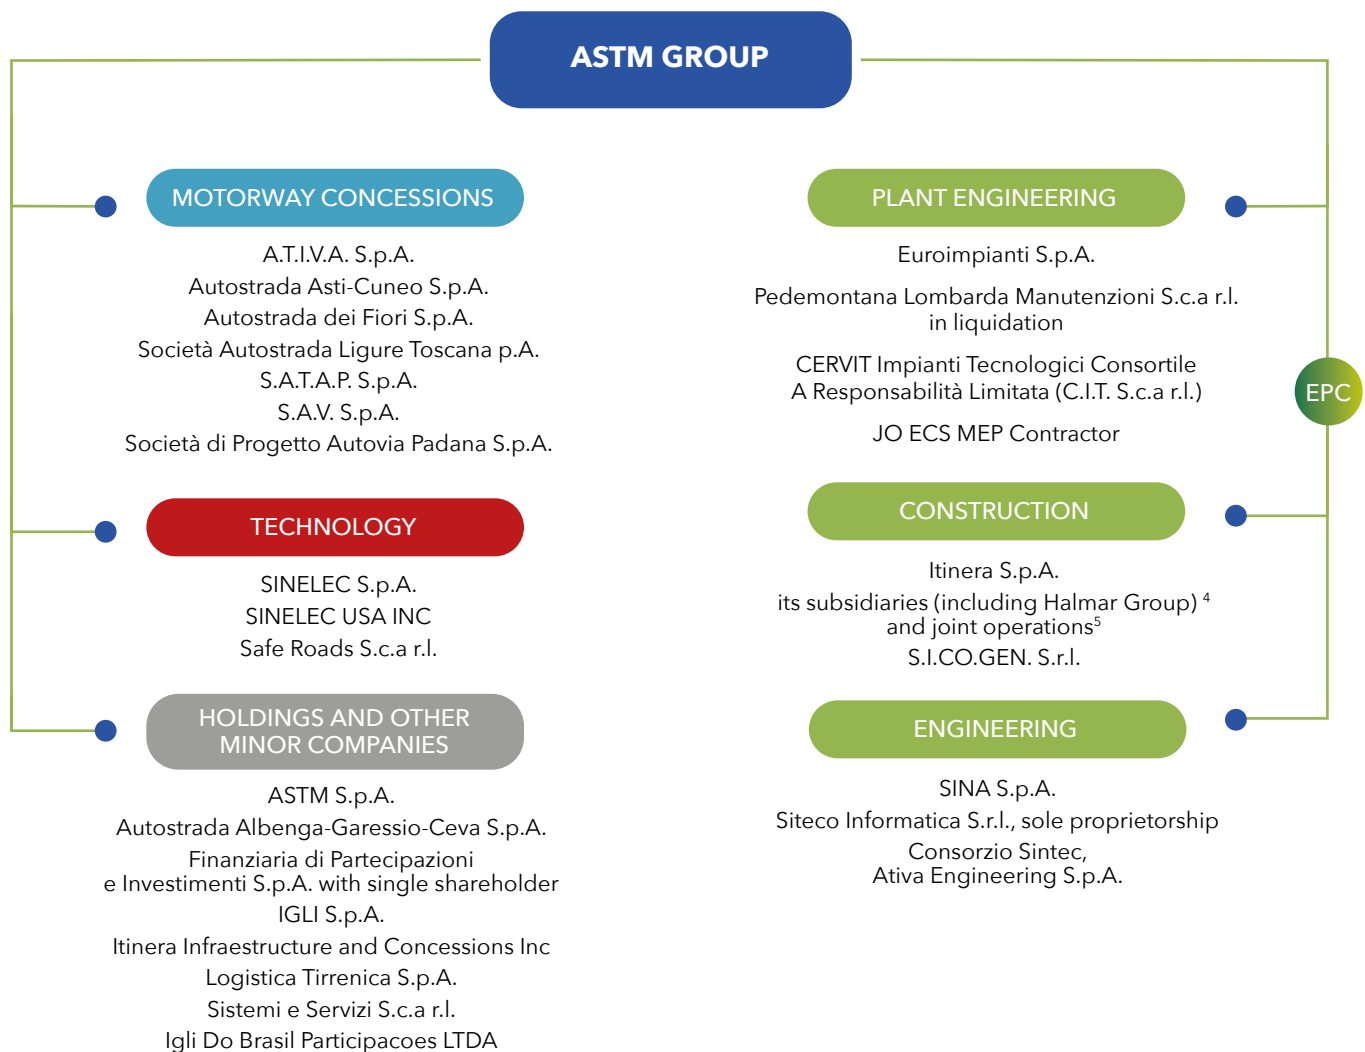 ASTM GROUP
MOTORWAY CONCESSIONS
A.T.I.V.A. S.p.A.
Autostrada Asti-Cuneo S.p.A.
Autostrada dei Fiori S.p.A.
Società Autostrada Ligure Toscana p.A.
S.A.T.A.P. S.p.A.
S.A.V. S.p.A.
Società di Progetto Autovia Padana S.p.A.
TECHNOLOGY
SINELEC S.p.A.
SINELEC USA INC
Safe Roads S.c.a r.l.
HOLDINGS AND OTHER
MINOR COMPANIES
ASTM S.p.A.
Autostrada Albenga-Garessio-Ceva S.p.A.
Finanziaria di Partecipazioni
e Investimenti S.p.A. with single shareholder
IGLI S.p.A.
Itinera Infraestructure and Concessions Inc
Logistica Tirrenica S.p.A.
Sistemi e Servizi S.c.a r.l.
Igli Do Brasil Participacoes LTDA
PLANT ENGINEERING
Euroimpianti S.p.A.
Pedemontana Lombarda Manutenzioni S.c.a r.l.
in liquidation
CERVIT Impianti Tecnologici Consortile
A Responsabilità Limitata (C.I.T. S.c.a r.l.)
JO ECS MEP Contractor
EPC
CONSTRUCTION
Itinera S.p.A.
its subsidiaries (including Halmar Group) 4
and joint operations5
S.I.CO.GEN. S.r.l.
ENGINEERING
SINA S.p.A.
Siteco Informatica S.r.l., sole proprietorship
Consorzio Sintec,
Ativa Engineering S.p.A.